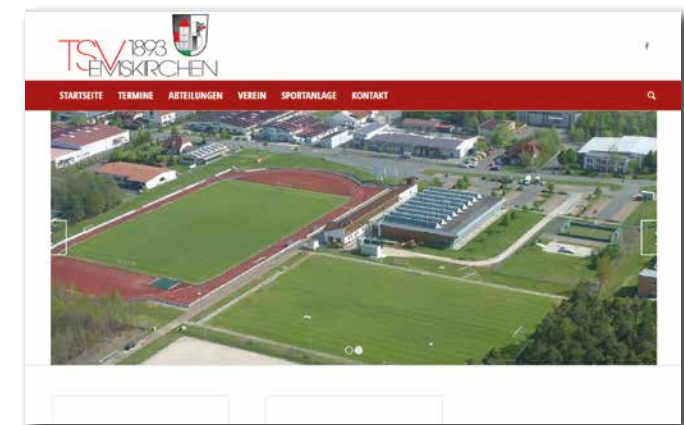 TSV 1893
EMSKIRCHEN
f
STARTSEITE TERMINE ABTEILUNGEN VEREIN SPORTANLAGE KONTAKT